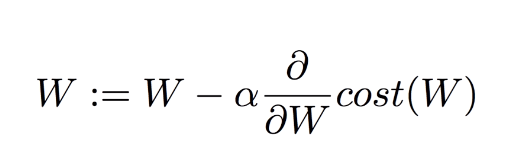 W := W − α ∂/∂W cost(W)